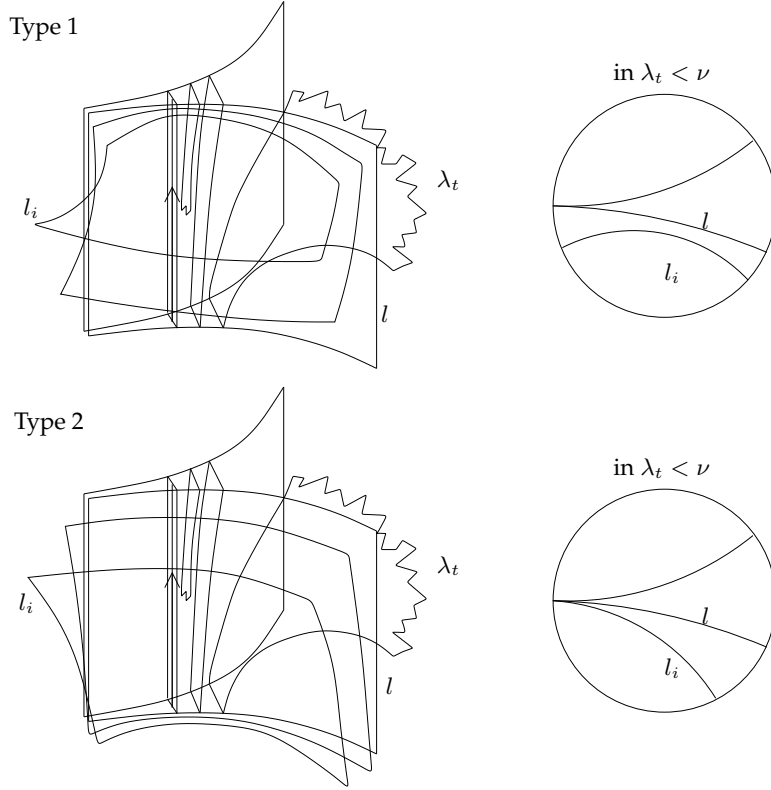 Type 1
in λ_t < ν
l_i
λ_t
l
l
l_i
Type 2
in λ_t < ν
λ_t
l_i
l
l
l_i